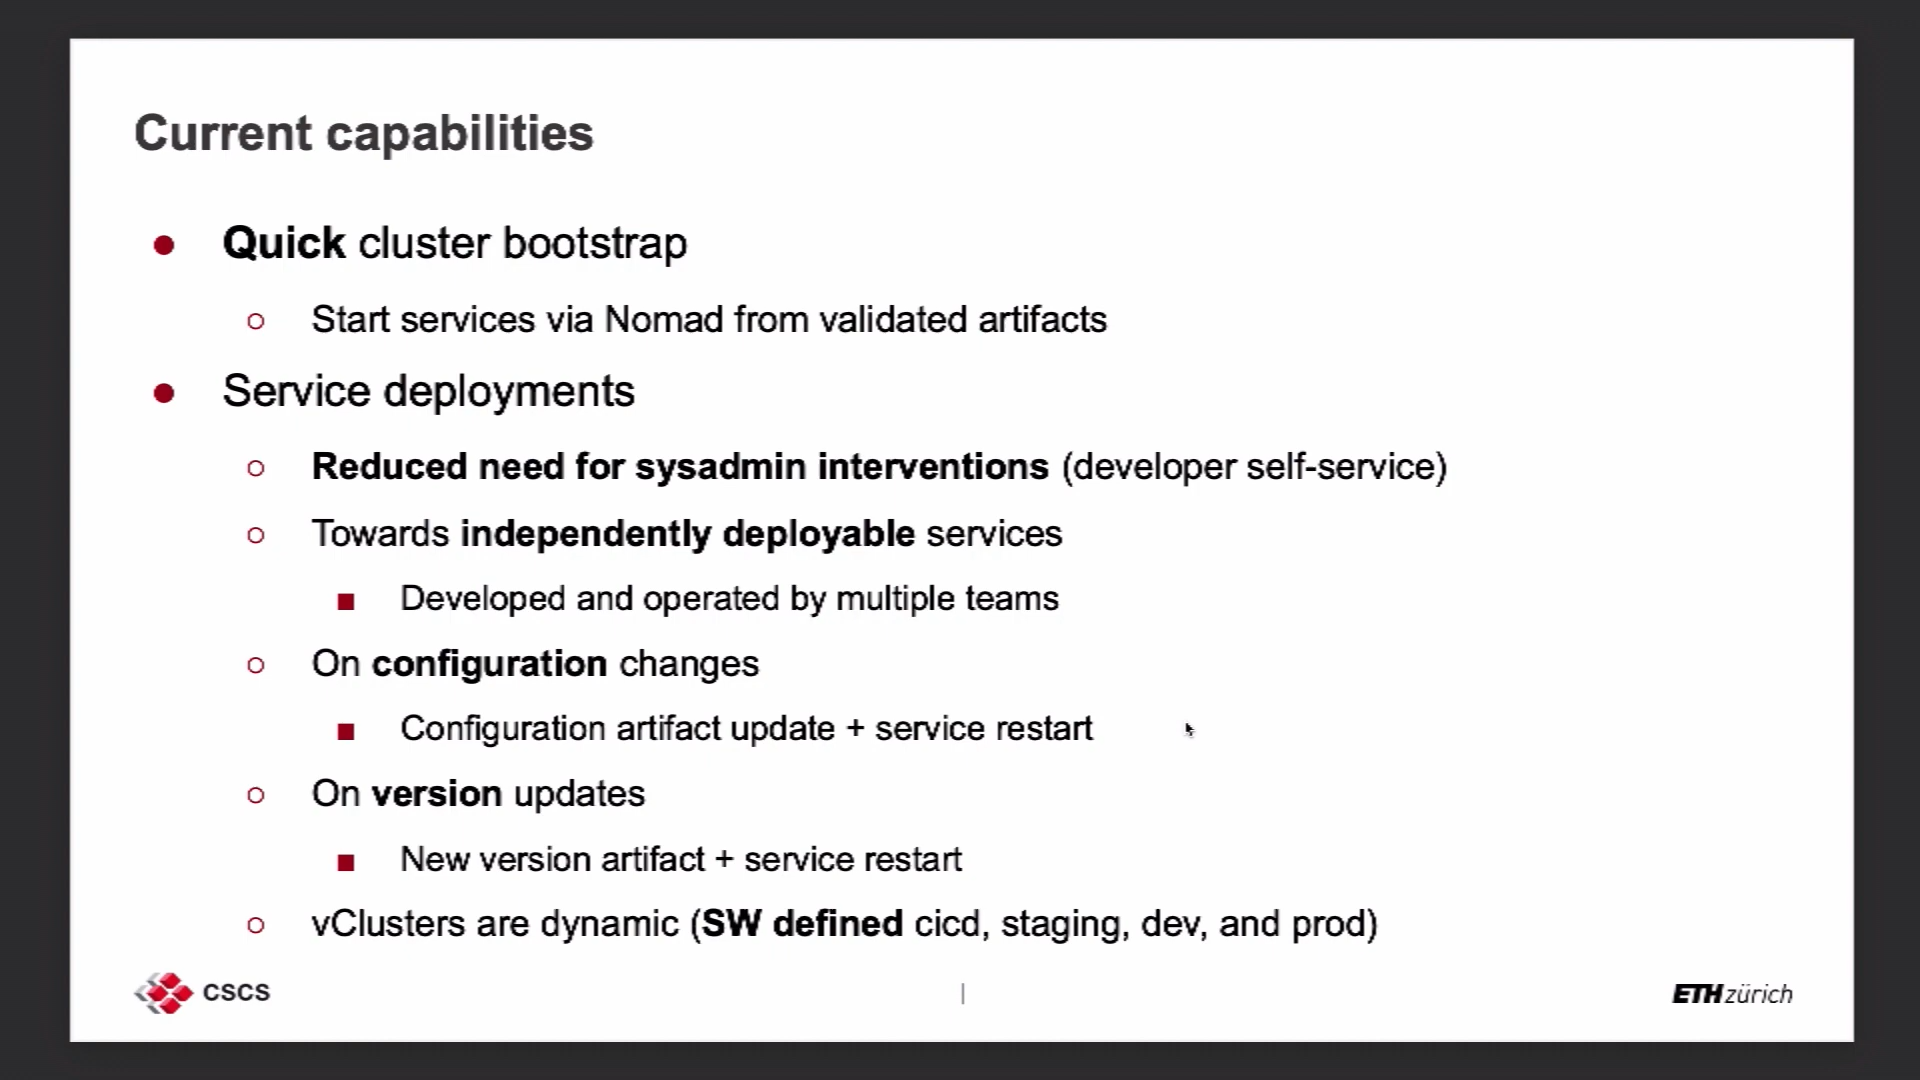 Current capabilities
Quick cluster bootstrap
Start services via Nomad from validated artifacts
Service deployments
Reduced need for sysadmin interventions (developer self-service)
Towards independently deployable services
Developed and operated by multiple teams
On configuration changes
Configuration artifact update + service restart
On version updates
New version artifact + service restart
vClusters are dynamic (SW defined cicd, staging, dev, and prod)
CSCS
|
ETH zürich